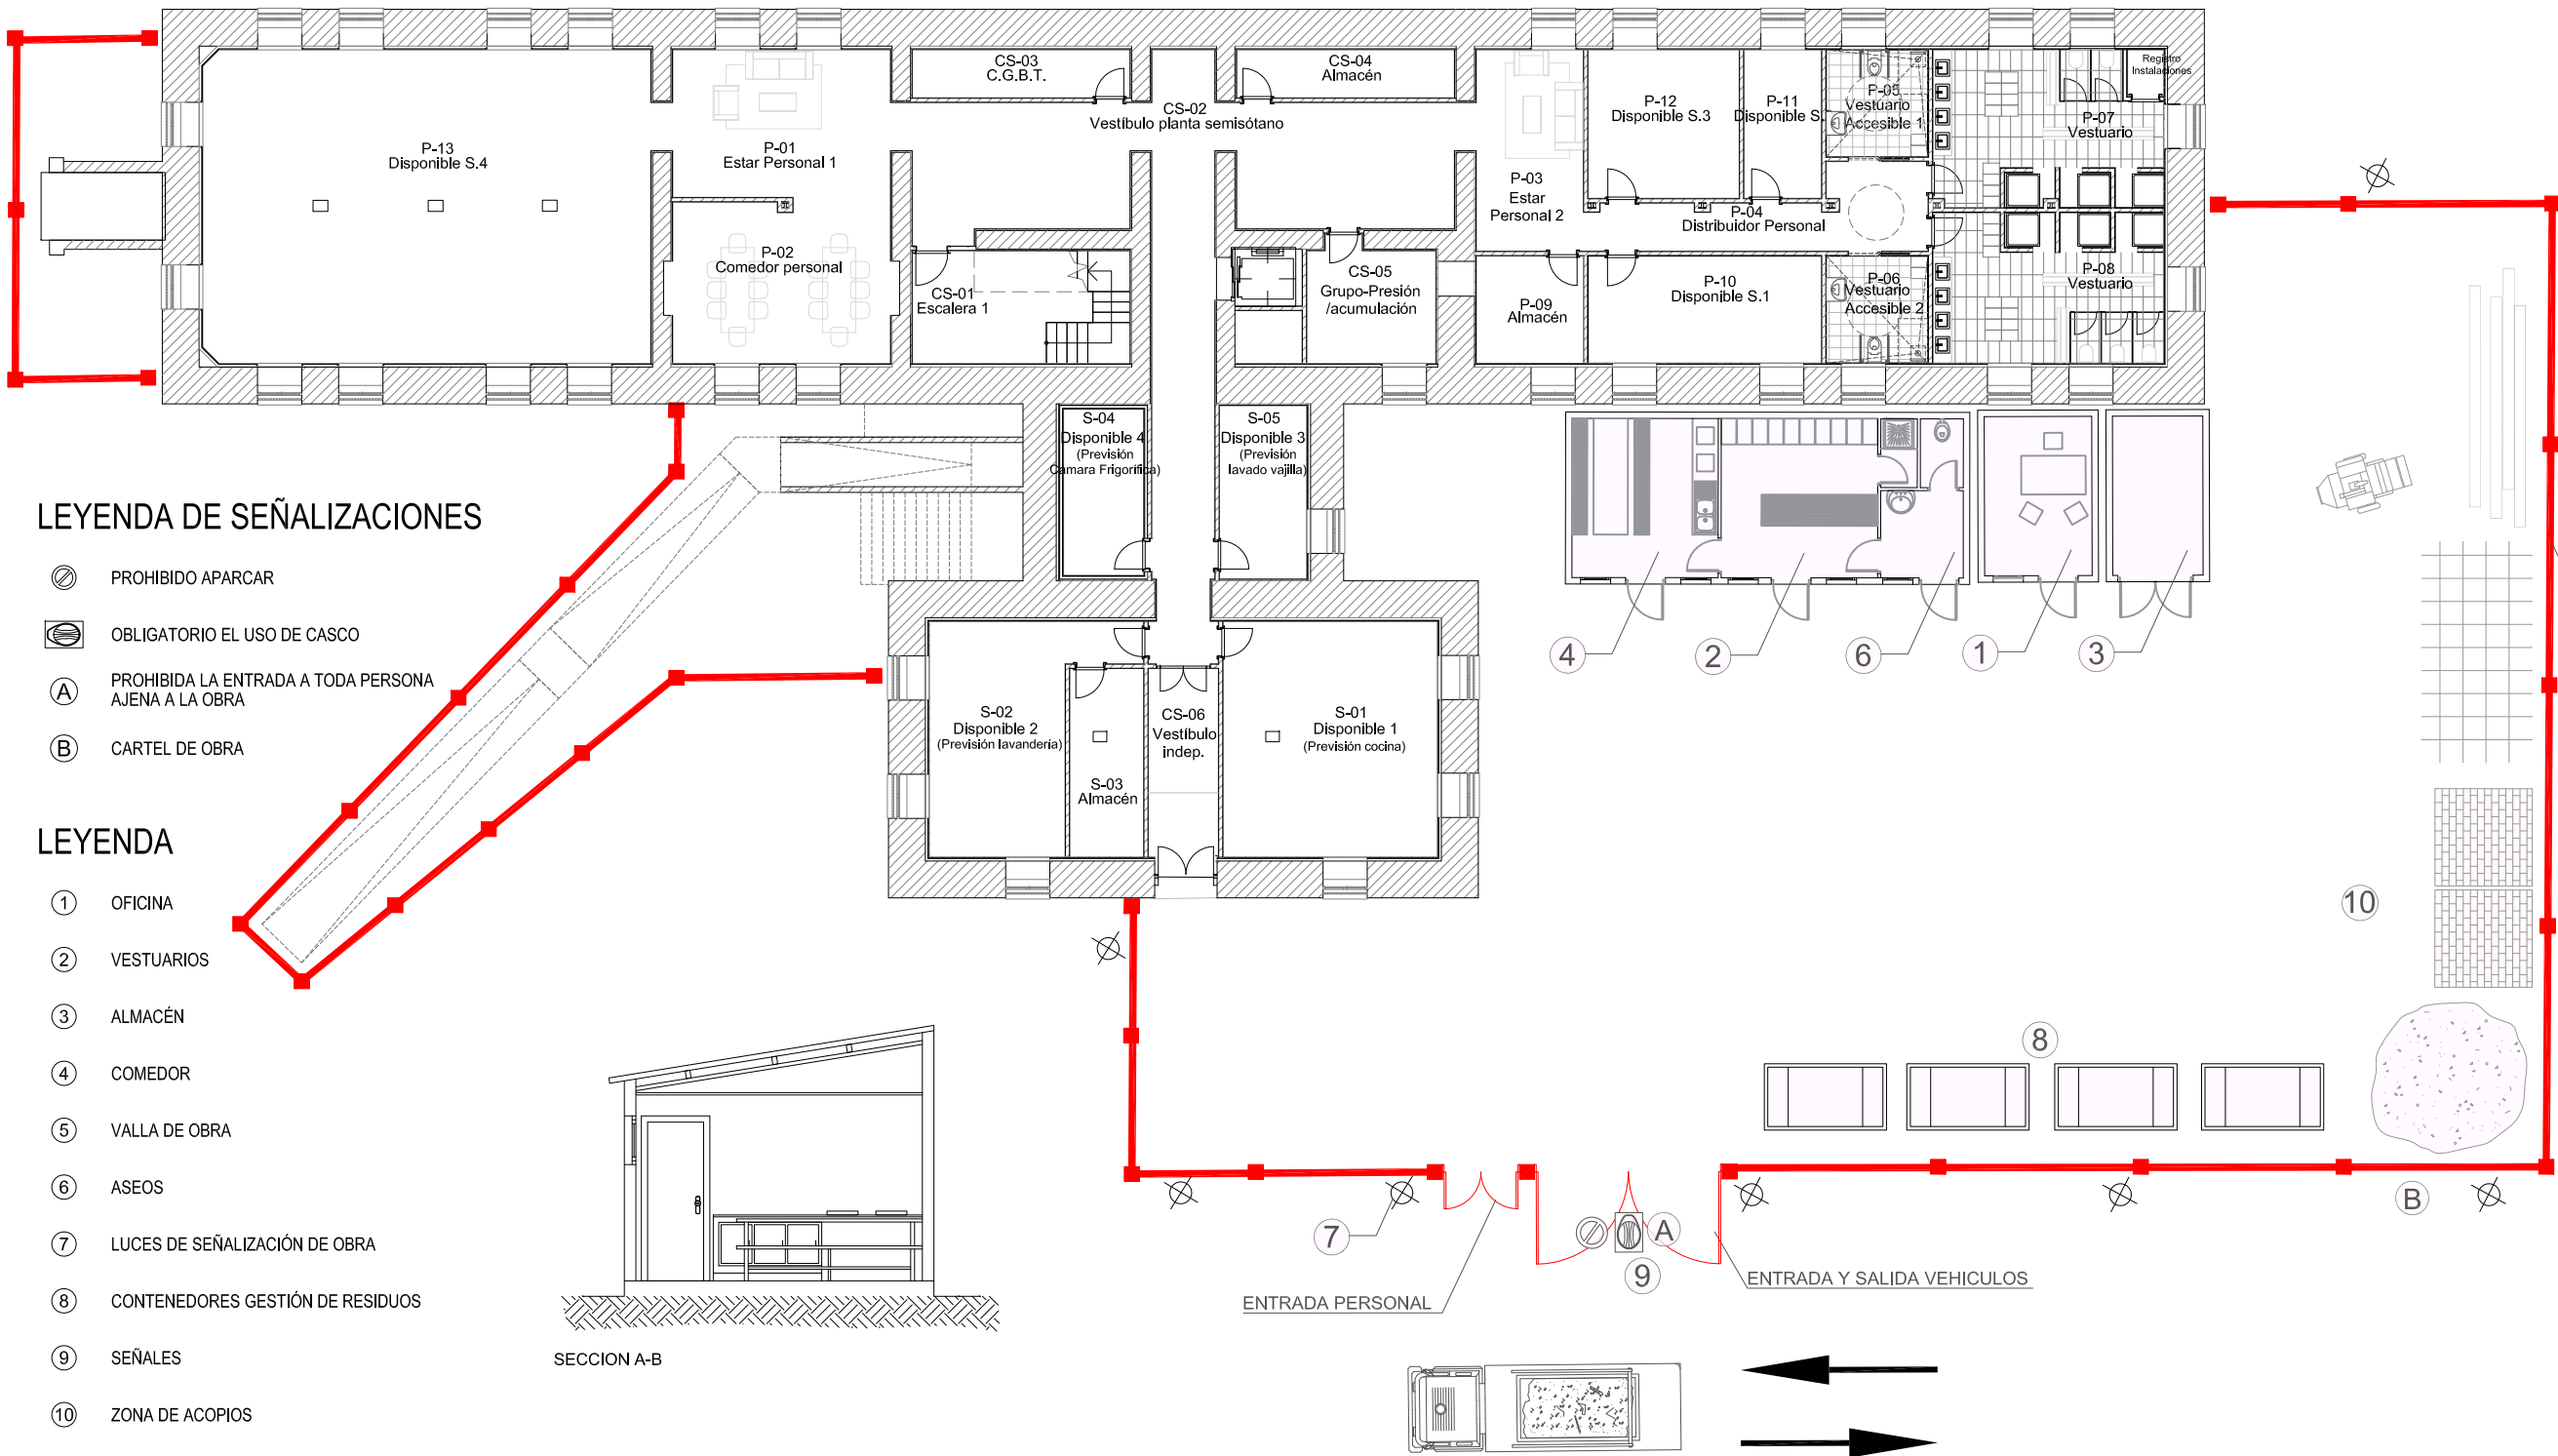 CS-03
C.G.B.T.
CS-04
Almacén
Registro
Instalaciones
P-13
Disponible S.4
P-01
Estar Personal 1
CS-02
Vestíbulo planta semisótano
P-12
Disponible S.3
P-11
Disponible S.
P-05
Vestuario
Accesible 1
P-07
Vestuario
P-03
Estar
Personal 2
P-04
Distribuidor Personal
P-02
Comedor personal
CS-01
Escalera 1
CS-05
Grupo-Presión
/acumulación
P-09
Almacén
P-10
Disponible S.1
P-06
Vestuario
Accesible 2
P-08
Vestuario
S-04
Disponible 4
(Previsión
Camara Frigorífica)
S-05
Disponible 3
(Previsión
lavado vajilla)
S-02
Disponible 2
(Previsión lavandería)
S-03
Almacén
CS-06
Vestíbulo
indep.
S-01
Disponible 1
(Previsión cocina)
4
2
6
1
3
10
8
LEYENDA DE SEÑALIZACIONES
PROHIBIDO APARCAR
OBLIGATORIO EL USO DE CASCO
A PROHIBIDA LA ENTRADA A TODA PERSONA
AJENA A LA OBRA
B CARTEL DE OBRA
LEYENDA
1 OFICINA
2 VESTUARIOS
3 ALMACÉN
4 COMEDOR
5 VALLA DE OBRA
6 ASEOS
7 LUCES DE SEÑALIZACIÓN DE OBRA
8 CONTENEDORES GESTIÓN DE RESIDUOS
9 SEÑALES
10 ZONA DE ACOPIOS
SECCION A-B
7
A
9
B
ENTRADA PERSONAL
ENTRADA Y SALIDA VEHICULOS